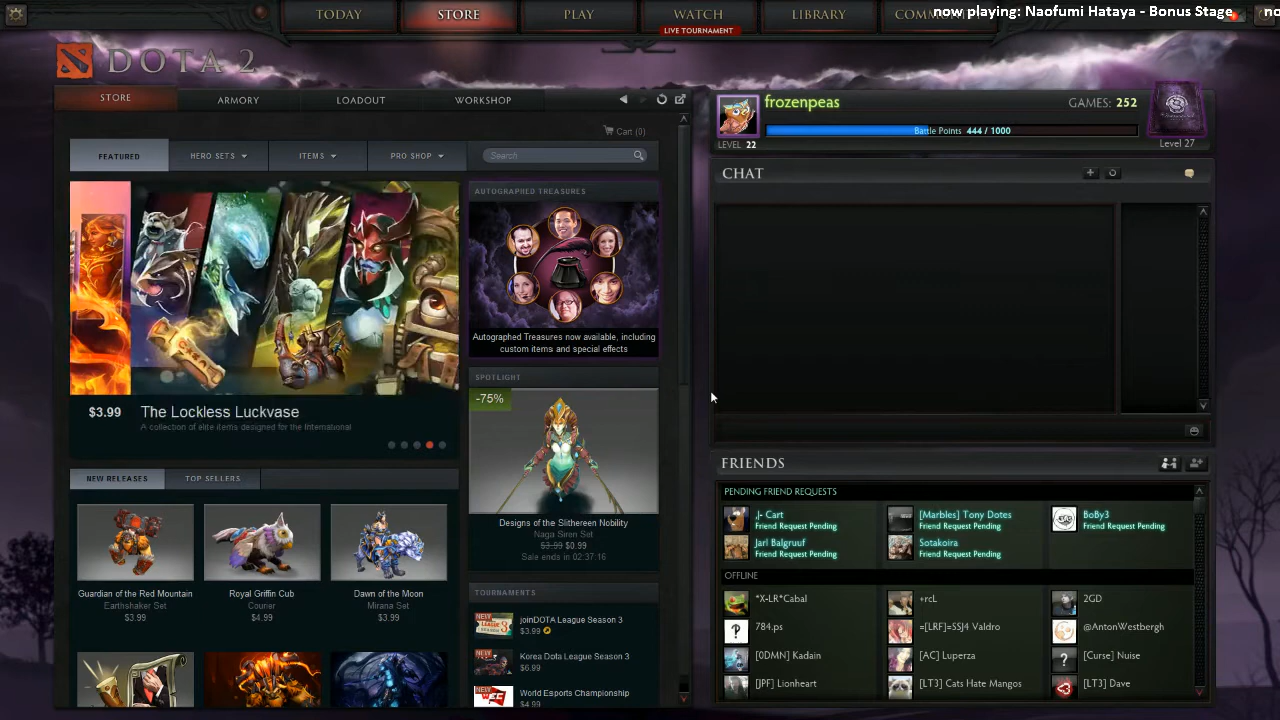 TODAY
STORE
PLAY
WATCH
LIVE TOURNAMENT
LIBRARY
now playing: Naofumi Hataya - Bonus Stage
DOTA 2
STORE
ARMORY
LOADOUT
WORKSHOP
Cart (0)
FEATURED
HERO SETS
ITEMS
PRO SHOP
Search
$3.99
The Lockless Luckvase
A collection of elite items designed for the International
NEW RELEASES
TOP SELLERS
Guardian of the Red Mountain
Earthshaker Set
$3.99
Royal Griffin Cub
Courier
$4.99
Dawn of the Moon
Mirana Set
$3.99
AUTOGRAPHED TREASURES
Autographed Treasures now available, including
custom items and special effects
SPOTLIGHT
-75%
Designs of the Slithereen Nobility
Naga Siren Set
$3.99 $0.99
Sale ends in 02:37:16
TOURNAMENTS
NEW
joinDOTA League Season 3
$3.99
NEW
Korea Dota League Season 3
$6.99
NEW
World Esports Championship
$4.99
frozenpeas
GAMES: 252
Battle Points 444 / 1000
LEVEL 22
Level 27
CHAT
FRIENDS
PENDING FRIEND REQUESTS
,|- Cart
Friend Request Pending
[Marbles] Tony Dotes
Friend Request Pending
BoBy3
Friend Request Pending
Jarl Balgruuf
Friend Request Pending
Sotakoira
Friend Request Pending
OFFLINE
*X-LR*Cabal
+rcL
2GD
784.ps
=[LRF]=SSJ4 Valdro
@AntonWestbergh
[0DMN] Kadain
[AC] Luperza
[Curse] Nuise
[JPF] Lionheart
[LT3] Cats Hate Mangos
[LT3] Dave